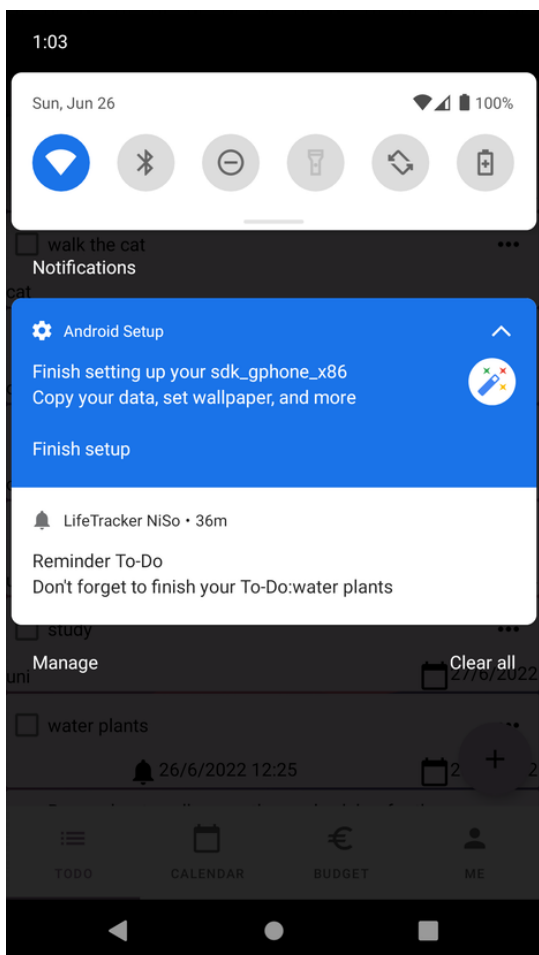 1:03
Sun, Jun 26
100%
walk the cat
Notifications
cat
Android Setup
Finish setting up your sdk_gphone_x86
Copy your data, set wallpaper, and more
Finish setup
LifeTracker NiSo • 36m
Reminder To-Do
Don't forget to finish your To-Do:water plants
study
Manage
Clear all
uni
27/6/2022
water plants
26/6/2022 12:25
TODO
CALENDAR
BUDGET
ME